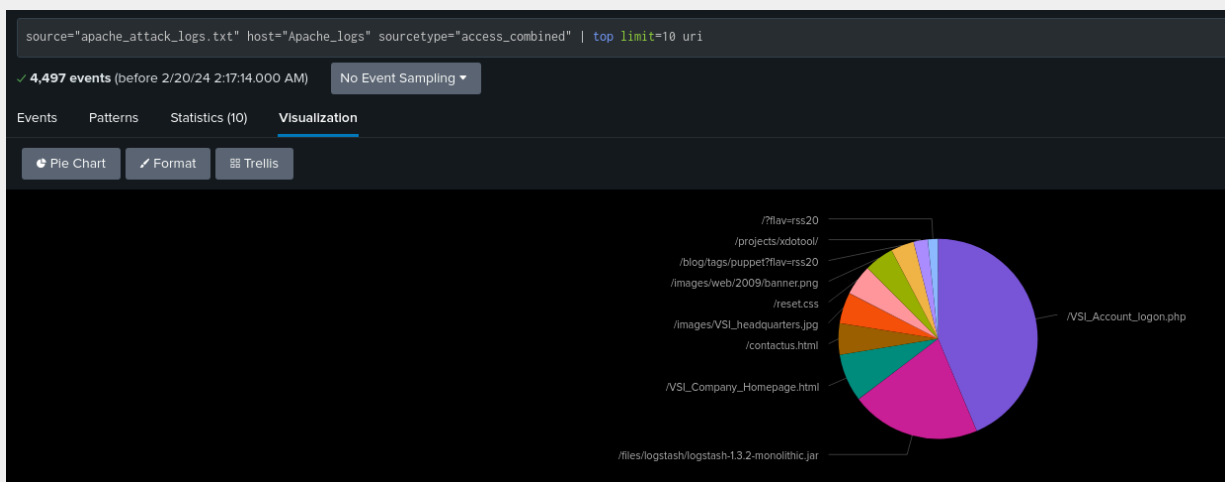 source="apache_attack_logs.txt" host="Apache_logs" sourcetype="access_combined" | top limit=10 uri
4,497 events (before 2/20/24 2:17:14.000 AM) No Event Sampling
Events Patterns Statistics (10) Visualization
Pie Chart Format Trellis
/?flav=rss20
/projects/xdotool/
/blog/tags/puppet?flav=rss20
/images/web/2009/banner.png
/reset.css
/images/VSI_headquarters.jpg
/contactus.html
/VSI_Company_Homepage.html
/files/logstash/logstash-1.3.2-monolithic.jar
/VSI_Account_logon.php